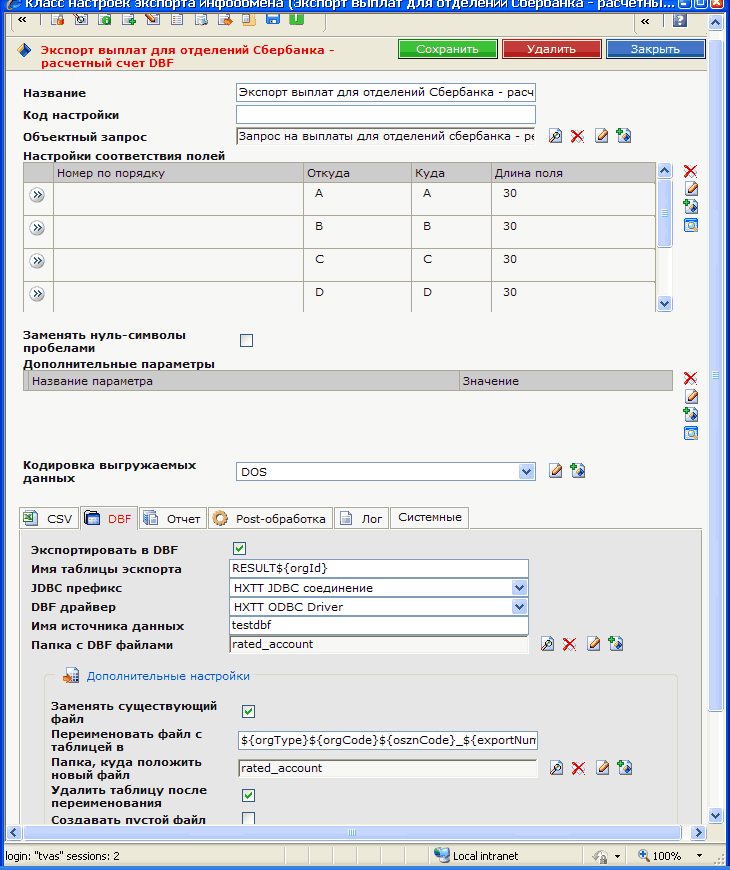 Класс настроек экспорта инфообмена (Экспорт выплат для отделений Сбербанка - расчетны...
«
«
Экспорт выплат для отделений Сбербанка - расчетный счет DBF
Сохранить
Удалить
Закрыть
Название
Экспорт выплат для отделений Сбербанка - расч
Код настройки
Объектный запрос
Запрос на выплаты для отделений сбербанка - ре
Настройки соответствия полей
Номер по порядку Откуда Куда Длина поля
A A 30
B B 30
C C 30
D D 30
Заменять нуль-символы пробелами
Дополнительные параметры
Название параметра Значение
Кодировка выгружаемых данных
DOS
CSV DBF Отчет Post-обработка Лог Системные
Экспортировать в DBF
Имя таблицы эскпорта
RESULT${orgId}
JDBC префикс
HXTT JDBC соединение
DBF драйвер
HXTT ODBC Driver
Имя источника данных
testdbf
Папка с DBF файлами
rated_account
Дополнительные настройки
Заменять существующий файл
Переименовать файл с таблицей в
${orgType}${orgCode}${osznCode}_${exportNum
Папка, куда положить новый файл
rated_account
Удалить таблицу после переименования
Создавать пустой файл
login: "tvas" sessions: 2
Local intranet
100%